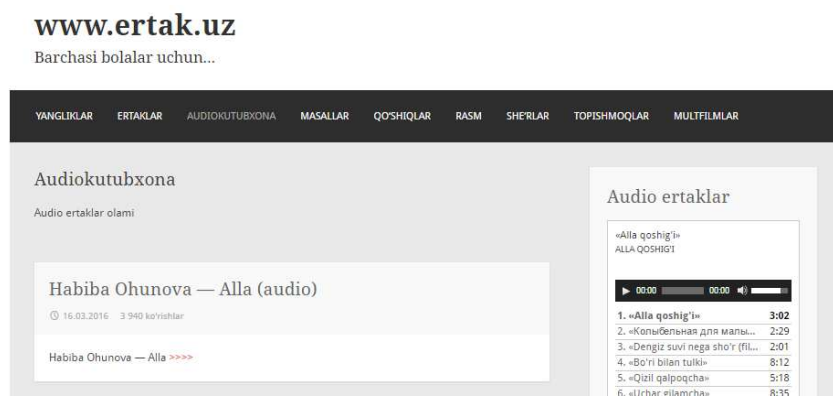 www.ertak.uz
Barchasi bolalar uchun...
YANGLIKLAR ERTAKLAR AUDIOKUTUBXONA MASALLAR QO'SHIQLAR RASM SHE'RLAR TOPISHMOQLAR MULTFILMLAR
Audiokutubxona
Audio ertaklar olami
Habiba Ohunova — Alla (audio)
16.03.2016 3 940 ko'rishlar
Habiba Ohunova — Alla >>>>
Audio ertaklar
«Alla qoshig'i»
ALLA QOSHIG'I
00:00 00:00
1. «Alla qoshig'i» 3:02
2. «Колыбельная для малы... 2:29
3. «Dengiz suvi nega sho'r (fil... 2:01
4. «Bo'ri bilan tulki» 8:12
5. «Qizil qalpoqcha» 5:18
6. «Uchar gilamcha» 8:35